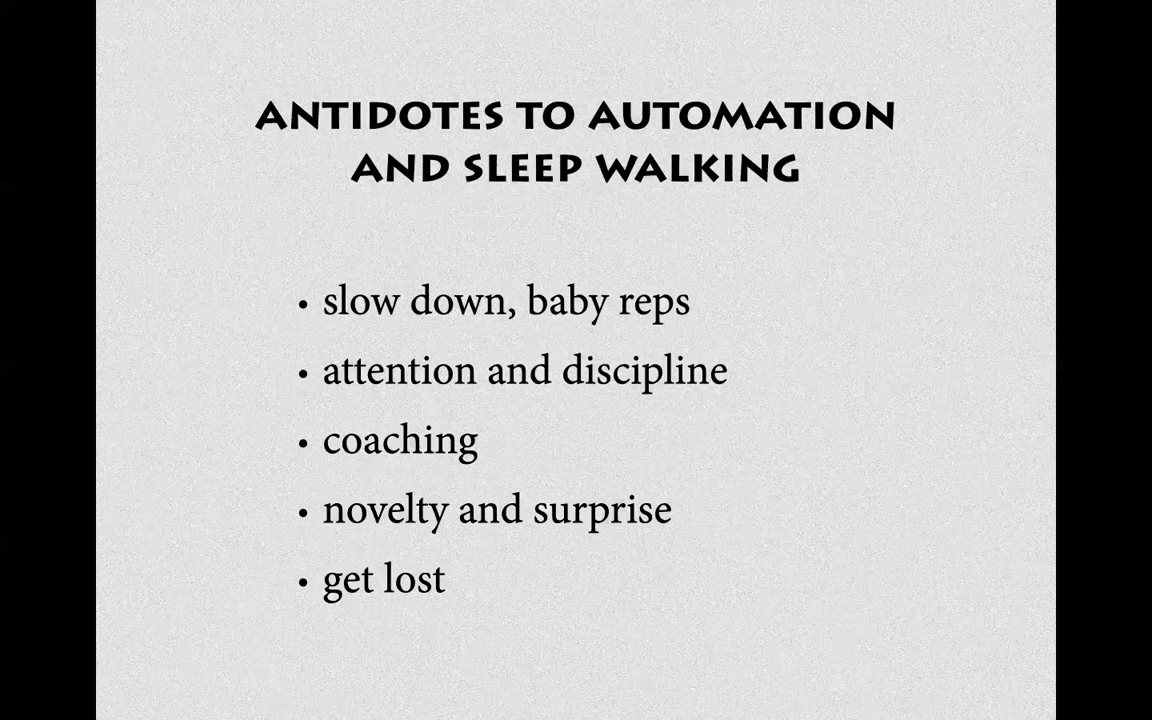 ANTIDOTES TO AUTOMATION
AND SLEEP WALKING
• slow down, baby reps
• attention and discipline
• coaching
• novelty and surprise
• get lost